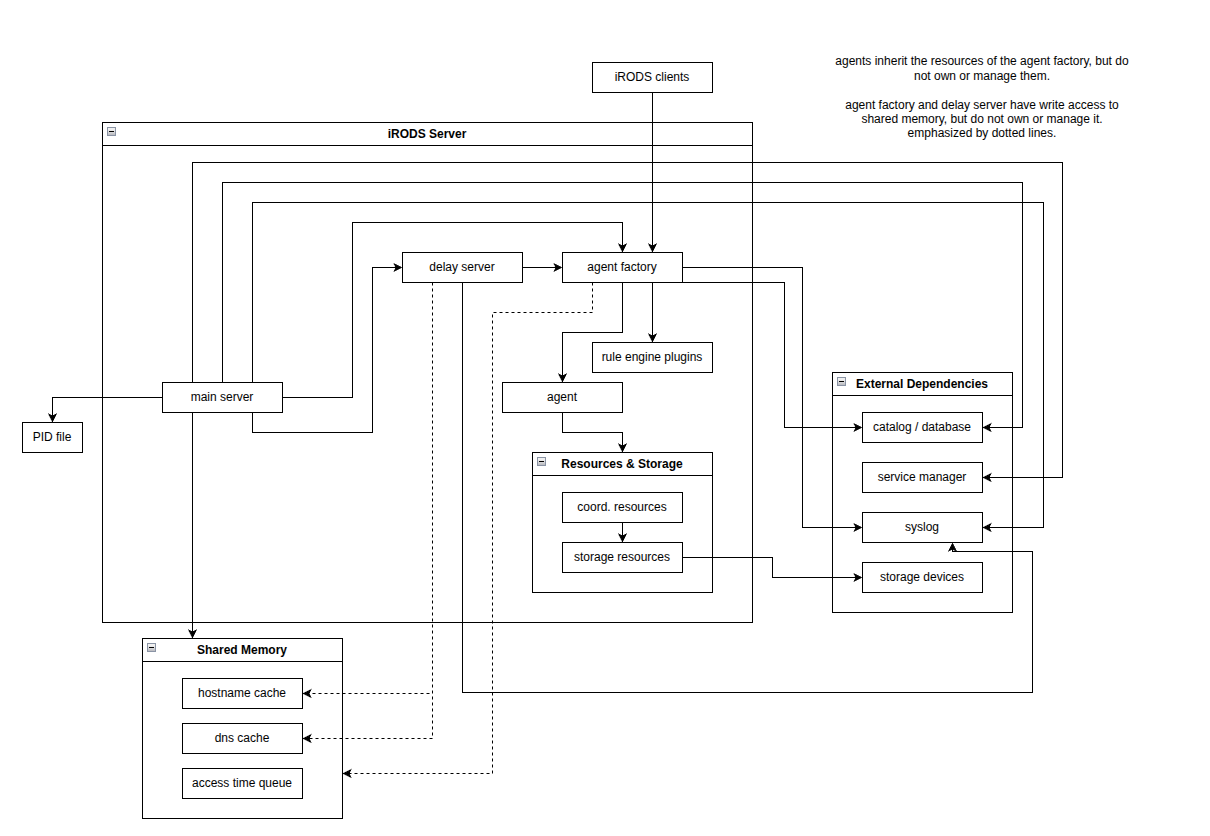 agents inherit the resources of the agent factory, but do
not own or manage them.
agent factory and delay server have write access to
shared memory, but do not own or manage it.
emphasized by dotted lines.
iRODS clients
iRODS Server
delay server
agent factory
rule engine plugins
main server
agent
PID file
External Dependencies
catalog / database
service manager
syslog
storage devices
Resources & Storage
coord. resources
storage resources
Shared Memory
hostname cache
dns cache
access time queue